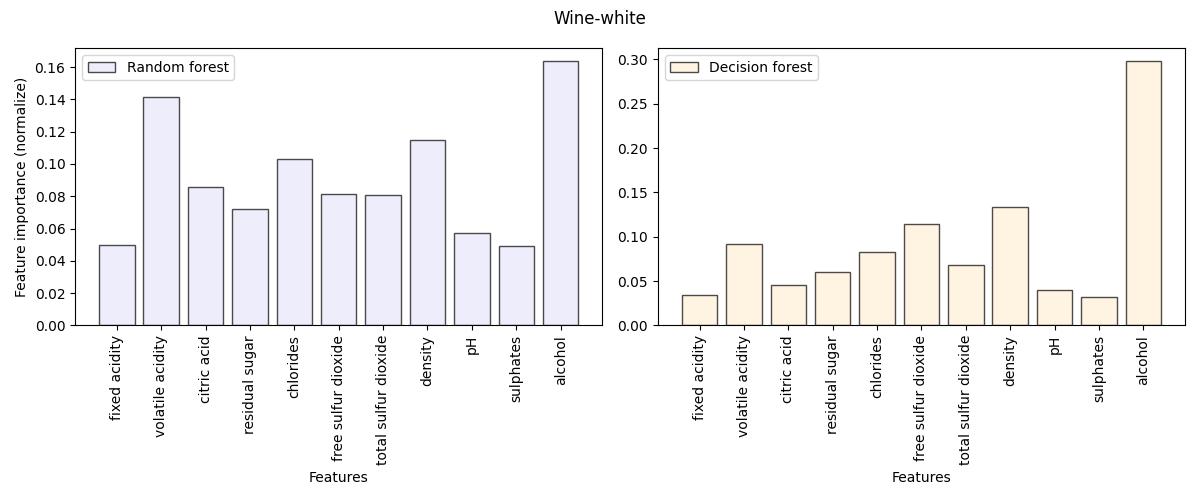 Wine-white
Feature importance (normalize)
0.16
0.14
0.12
0.10
0.08
0.06
0.04
0.02
0.00
Random forest
fixed acidity
volatile acidity
citric acid
residual sugar
chlorides
free sulfur dioxide
total sulfur dioxide
density
pH
sulphates
alcohol
Features
0.30
0.25
0.20
0.15
0.10
0.05
0.00
Decision forest
fixed acidity
volatile acidity
citric acid
residual sugar
chlorides
free sulfur dioxide
total sulfur dioxide
density
pH
sulphates
alcohol
Features